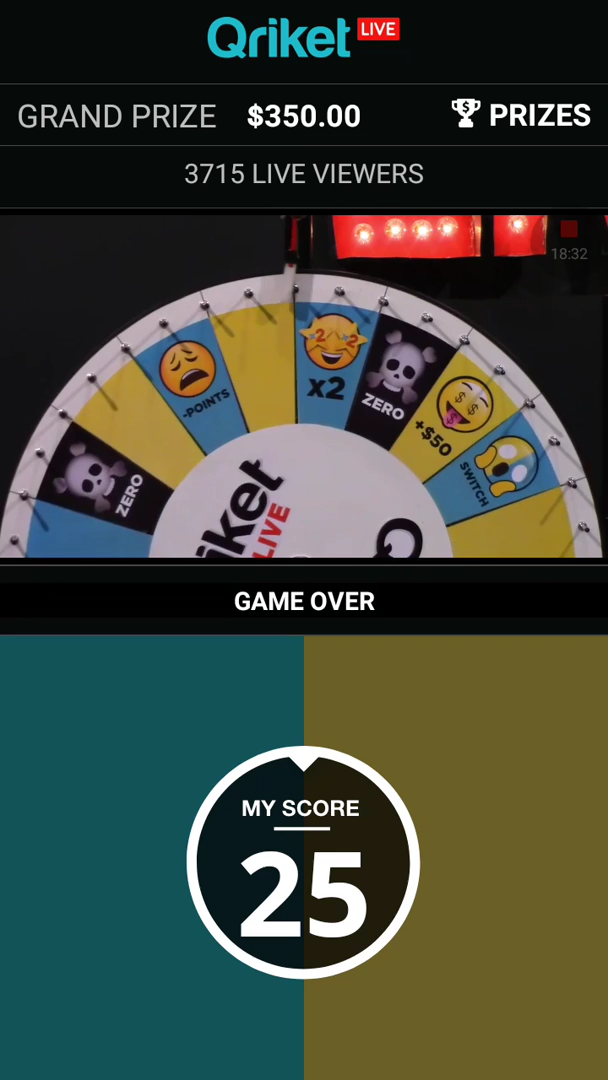 Qriket LIVE
GRAND PRIZE $350.00 PRIZES
3715 LIVE VIEWERS
18:32
-POINTS
x2
ZERO
+$50
SWITCH
ZERO
iket
LIVE
Q
GAME OVER
MY SCORE
25